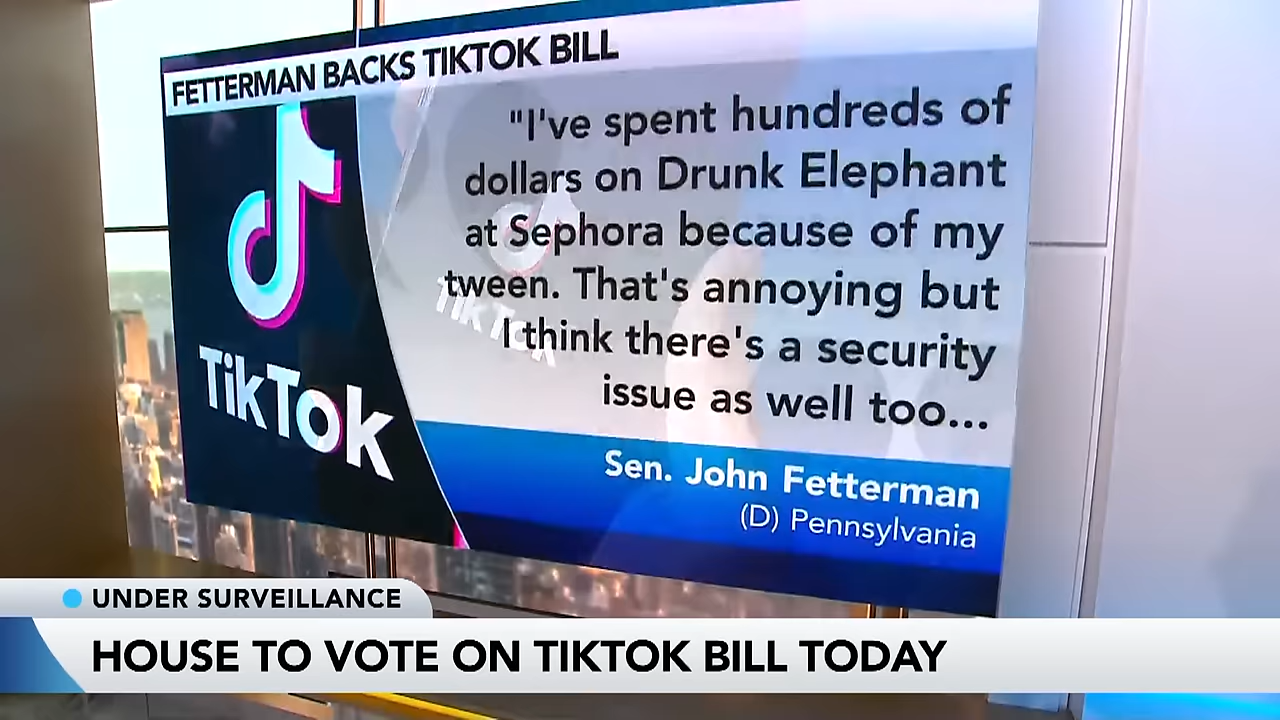 FETTERMAN BACKS TIKTOK BILL
TikTok
"I've spent hundreds of
dollars on Drunk Elephant
at Sephora because of my
tween. That's annoying but
I think there's a security
issue as well too...
TikTok
Sen. John Fetterman
(D) Pennsylvania
UNDER SURVEILLANCE
HOUSE TO VOTE ON TIKTOK BILL TODAY